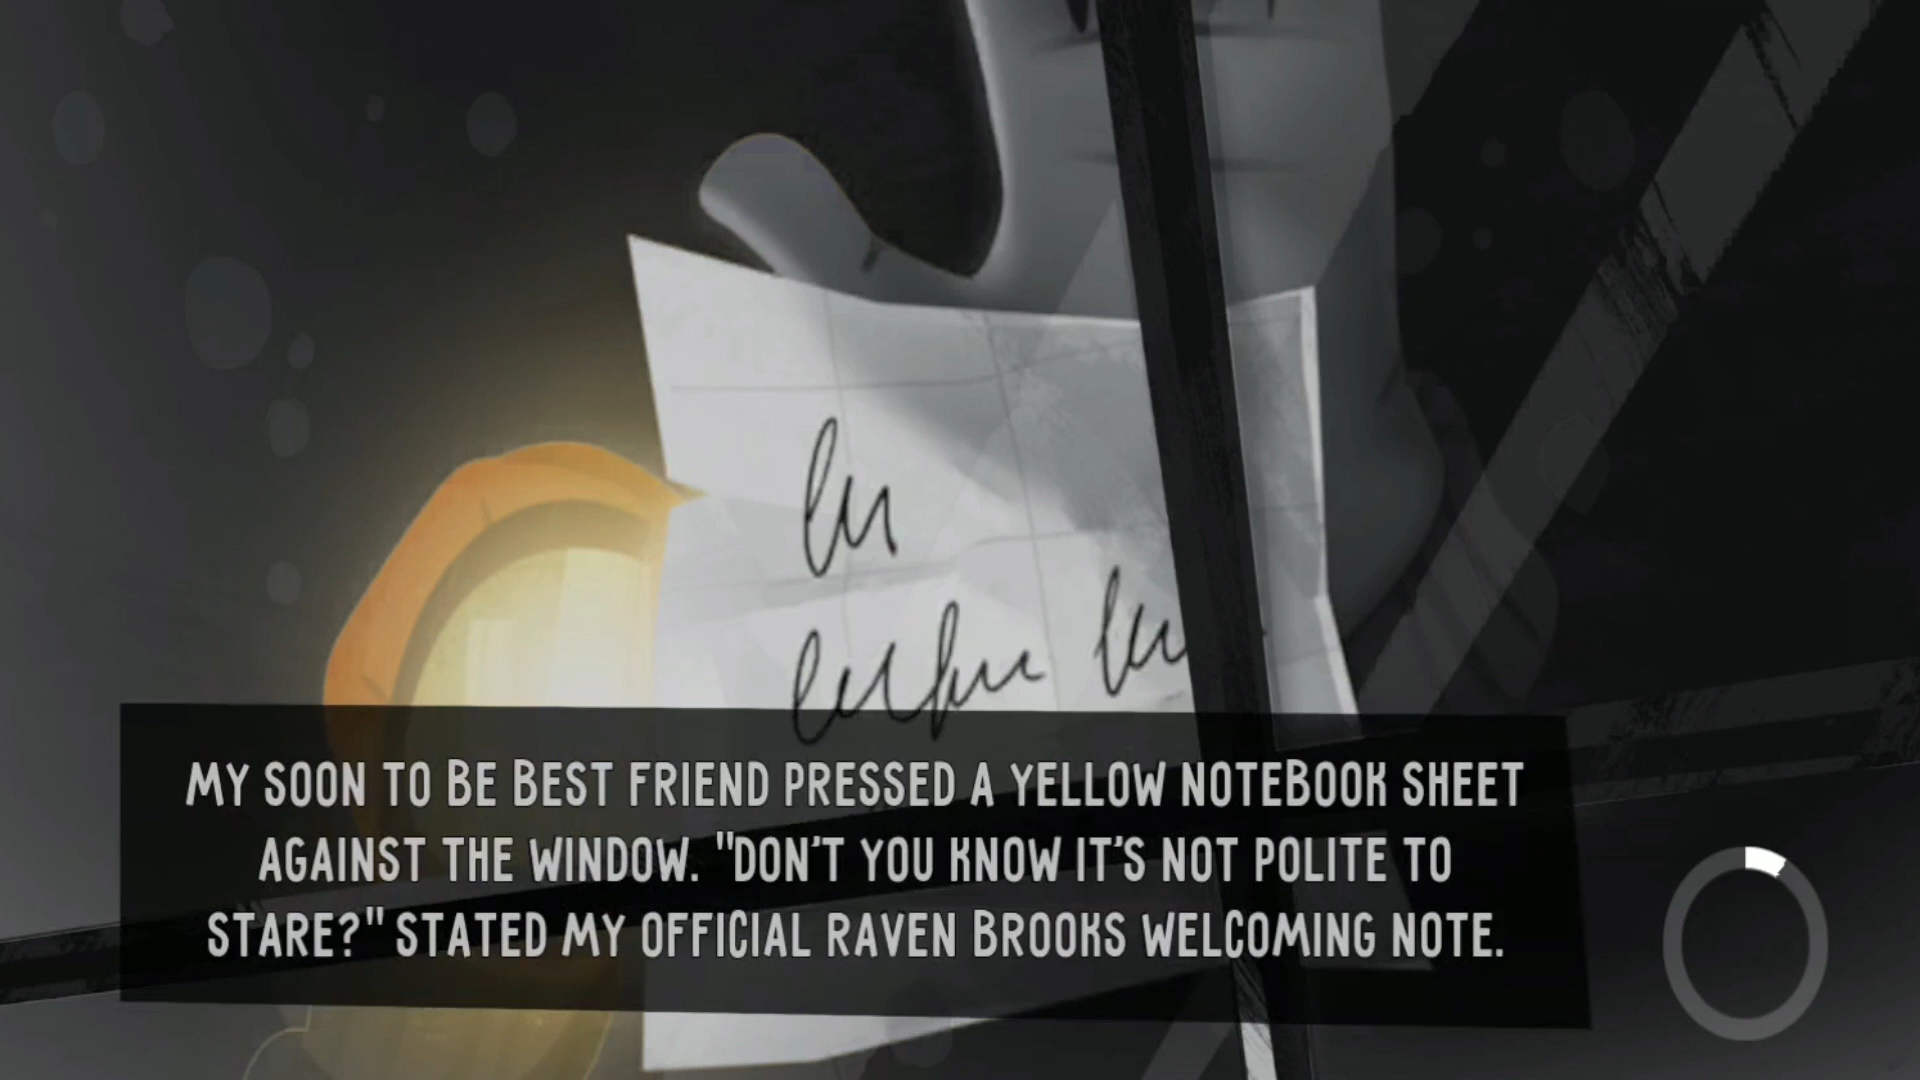 MY SOON TO BE BEST FRIEND PRESSED A YELLOW NOTEBOOK SHEET
AGAINST THE WINDOW. "DON'T YOU KNOW IT'S NOT POLITE TO
STARE?" STATED MY OFFICIAL RAVEN BROOKS WELCOMING NOTE.